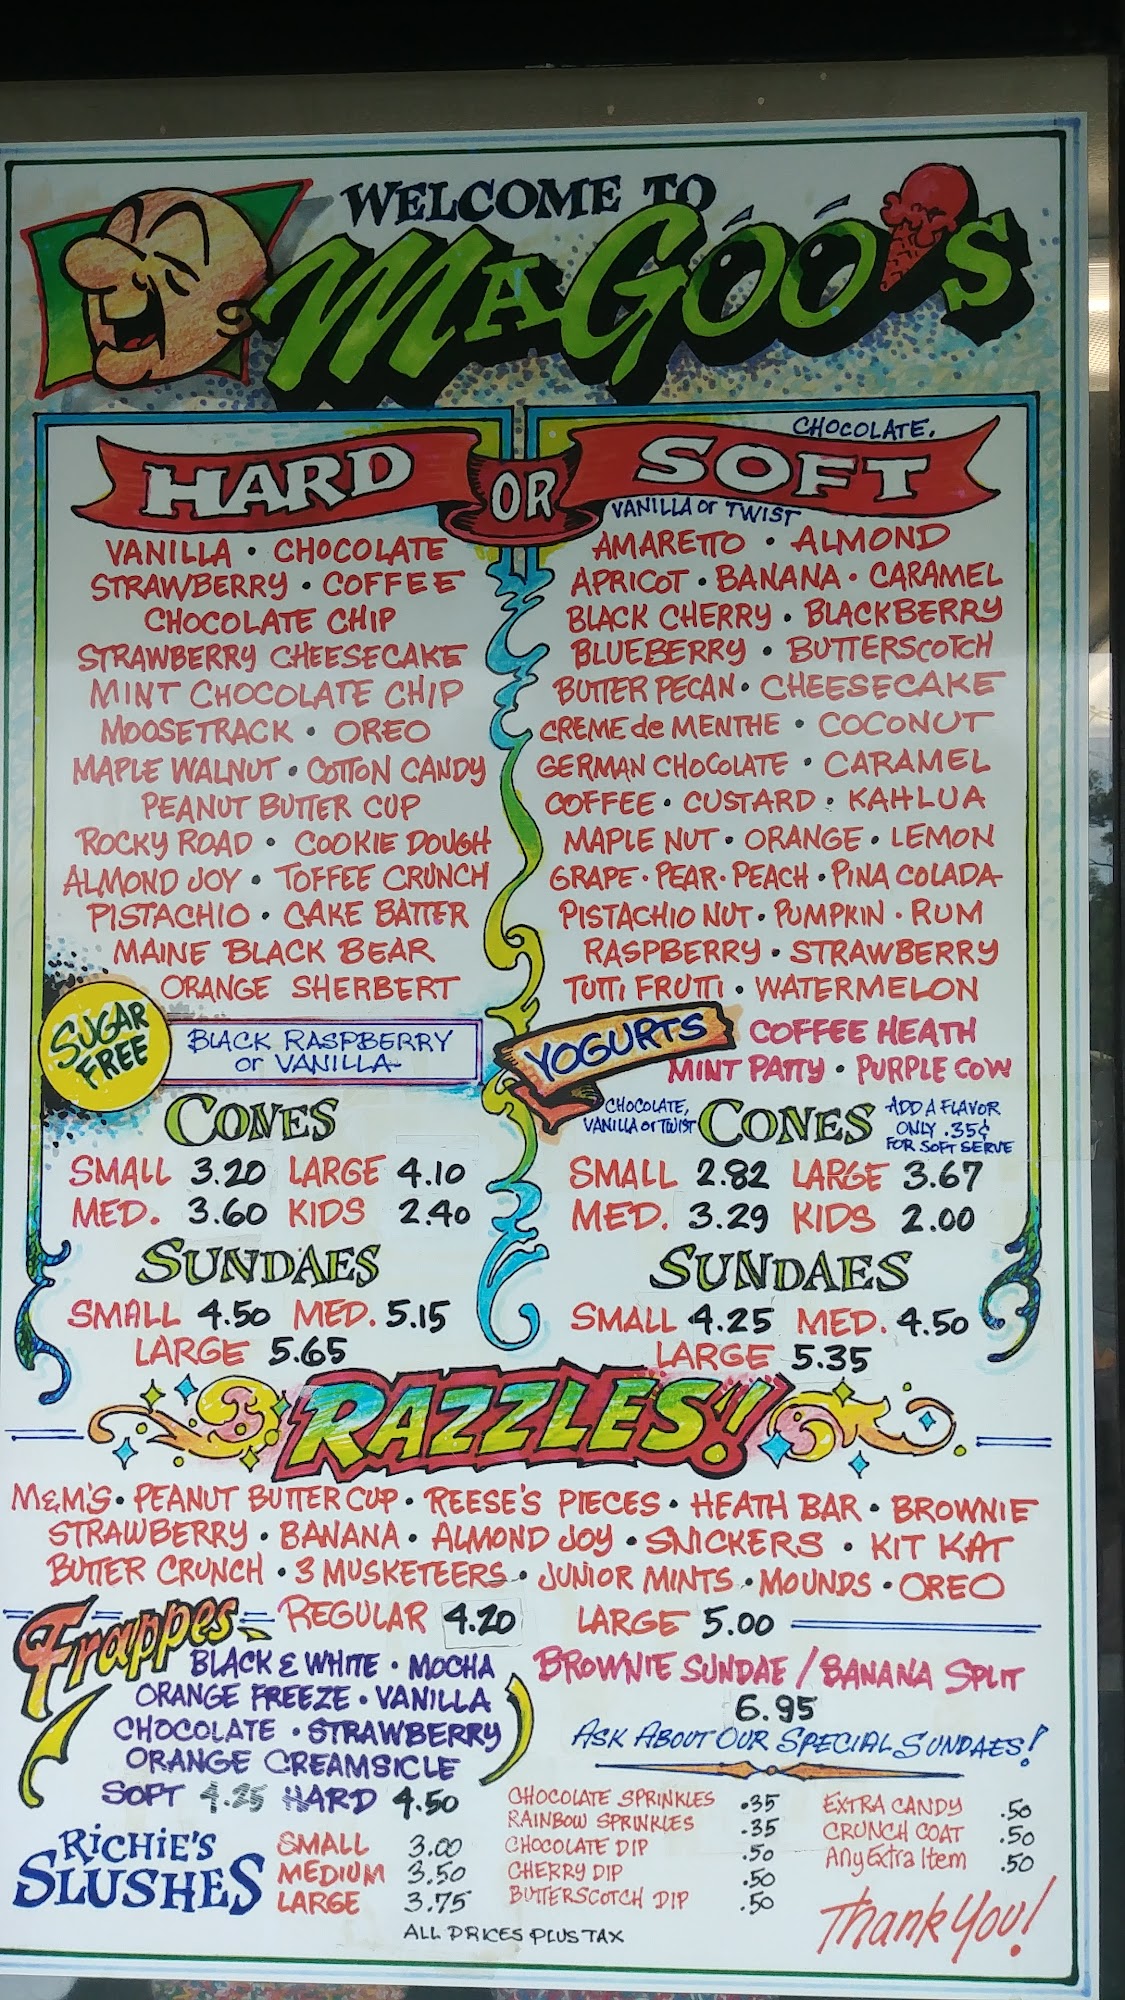 WELCOME TO
MAGOO'S
HARD
VANILLA • CHOCOLATE
STRAWBERRY • COFFEE
CHOCOLATE CHIP
STRAWBERRY CHEESECAKE
MINT CHOCOLATE CHIP
MOOSETRACK • OREO
MAPLE WALNUT • COTTON CANDY
PEANUT BUTTER CUP
ROCKY ROAD • COOKIE DOUGH
ALMOND JOY • TOFFEE CRUNCH
PISTACHIO • CAKE BATTER
MAINE BLACK BEAR
ORANGE SHERBERT
SUGAR
FREE
BLACK RASPBERRY
or VANILLA
CONES
SMALL 3.20 LARGE 4.10
MED. 3.60 KIDS 2.40
SUNDAES
SMALL 4.50 MED. 5.15
LARGE 5.65
OR
CHOCOLATE,
SOFT
VANILLA or TWIST
AMARETTO • ALMOND
APRICOT • BANANA • CARAMEL
BLACK CHERRY • BLACKBERRY
BLUEBERRY • BUTTERSCOTCH
BUTTER PECAN • CHEESECAKE
CREME de MENTHE • COCONUT
GERMAN CHOCOLATE • CARAMEL
COFFEE • CUSTARD • KAHLUA
MAPLE NUT • ORANGE • LEMON
GRAPE • PEAR • PEACH • PINA COLADA
PISTACHIO NUT • PUMPKIN • RUM
RASPBERRY • STRAWBERRY
TUTTI FRUTTI • WATERMELON
YOGURTS
COFFEE HEATH
MINT PATTY • PURPLE COW
CHOCOLATE,
VANILLA or TWIST
CONES
ADD A FLAVOR
ONLY .35¢
FOR SOFT SERVE
SMALL 2.82 LARGE 3.67
MED. 3.29 KIDS 2.00
SUNDAES
SMALL 4.25 MED. 4.50
LARGE 5.35
RAZZLES!!
M&M'S • PEANUT BUTTER CUP • REESE'S PIECES • HEATH BAR • BROWNIE
STRAWBERRY • BANANA • ALMOND JOY • SNICKERS • KIT KAT
BUTTER CRUNCH • 3 MUSKETEERS • JUNIOR MINTS • MOUNDS • OREO
REGULAR 4.20 LARGE 5.00
Frappes
BLACK & WHITE • MOCHA
ORANGE FREEZE • VANILLA
CHOCOLATE • STRAWBERRY
ORANGE CREAMSICLE
SOFT 4.25 HARD 4.50
BROWNIE SUNDAE / BANANA SPLIT
6.95
ASK ABOUT OUR SPECIAL SUNDAES!
RICHIE'S
SLUSHES
SMALL 3.00
MEDIUM 3.50
LARGE 3.75
CHOCOLATE SPRINKLES .35
RAINBOW SPRINKLES .35
CHOCOLATE DIP .50
CHERRY DIP .50
BUTTERSCOTCH DIP .50
EXTRA CANDY .50
CRUNCH COAT .50
Any Extra Item .50
ALL PRICES PLUS TAX
Thank You!